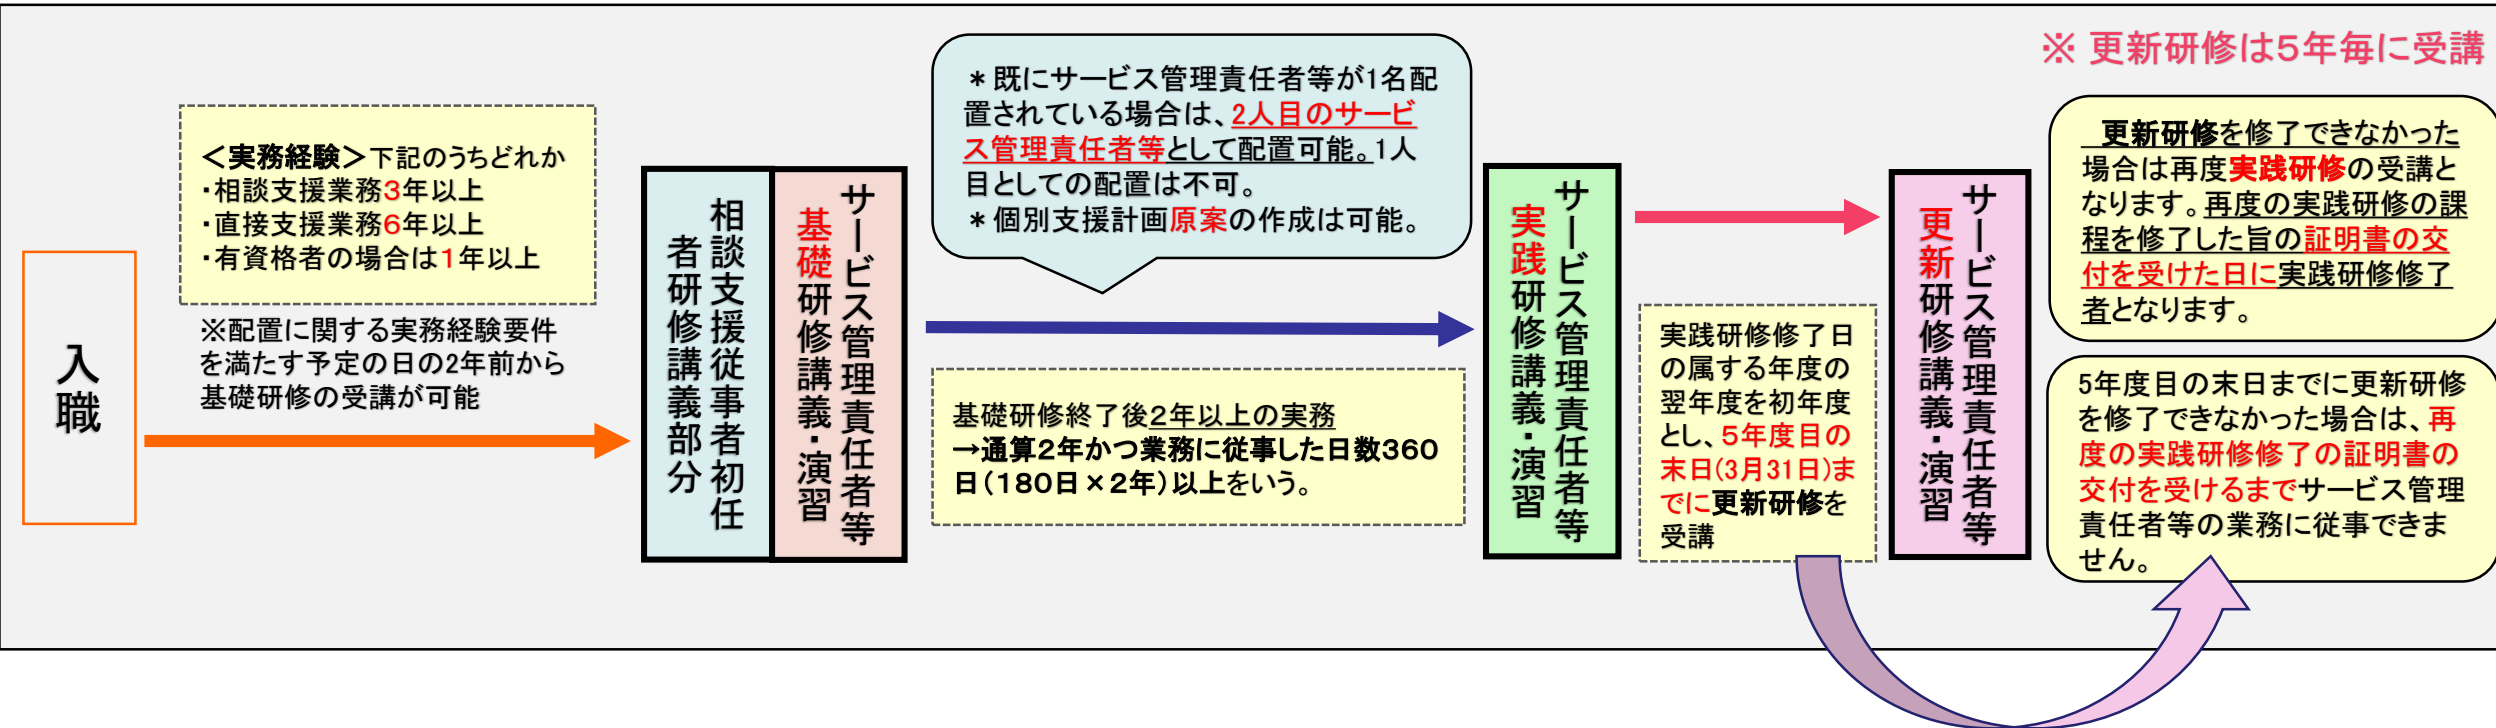 入職
＜実務経験＞下記のうちどれか
・相談支援業務３年以上
・直接支援業務６年以上
・有資格者の場合は１年以上
※配置に関する実務経験要件
を満たす予定の日の2年前から
基礎研修の受講が可能
相談支援従事者初任
者研修講義部分
サービス管理責任者等
基礎研修講義・演習
＊既にサービス管理責任者等が1名配
置されている場合は、2人目のサービ
ス管理責任者等として配置可能。1人
目としての配置は不可。
＊個別支援計画原案の作成は可能。
基礎研修終了後２年以上の実務
→通算２年かつ業務に従事した日数３６０
日（１８０日×２年）以上をいう。
サービス管理責任者等
実践研修講義・演習
実践研修修了日
の属する年度の
翌年度を初年度
とし、５年度目の
末日(3月31日)ま
でに更新研修を
受講
サービス管理責任者等
更新研修講義・演習
※ 更新研修は５年毎に受講
更新研修を修了できなかった
場合は再度実践研修の受講と
なります。再度の実践研修の課
程を修了した旨の証明書の交
付を受けた日に実践研修修了
者となります。
5年度目の末日までに更新研修
を修了できなかった場合は、再
度の実践研修修了の証明書の
交付を受けるまでサービス管理
責任者等の業務に従事できま
せん。